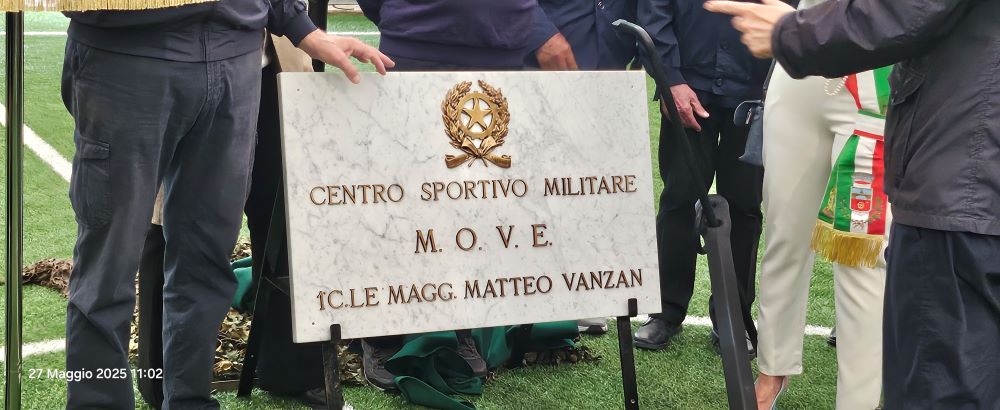 CENTRO SPORTIVO MILITARE
M. O. V. E.
1C.LE MAGG. MATTEO VANZAN
27 Maggio 2025 11:02